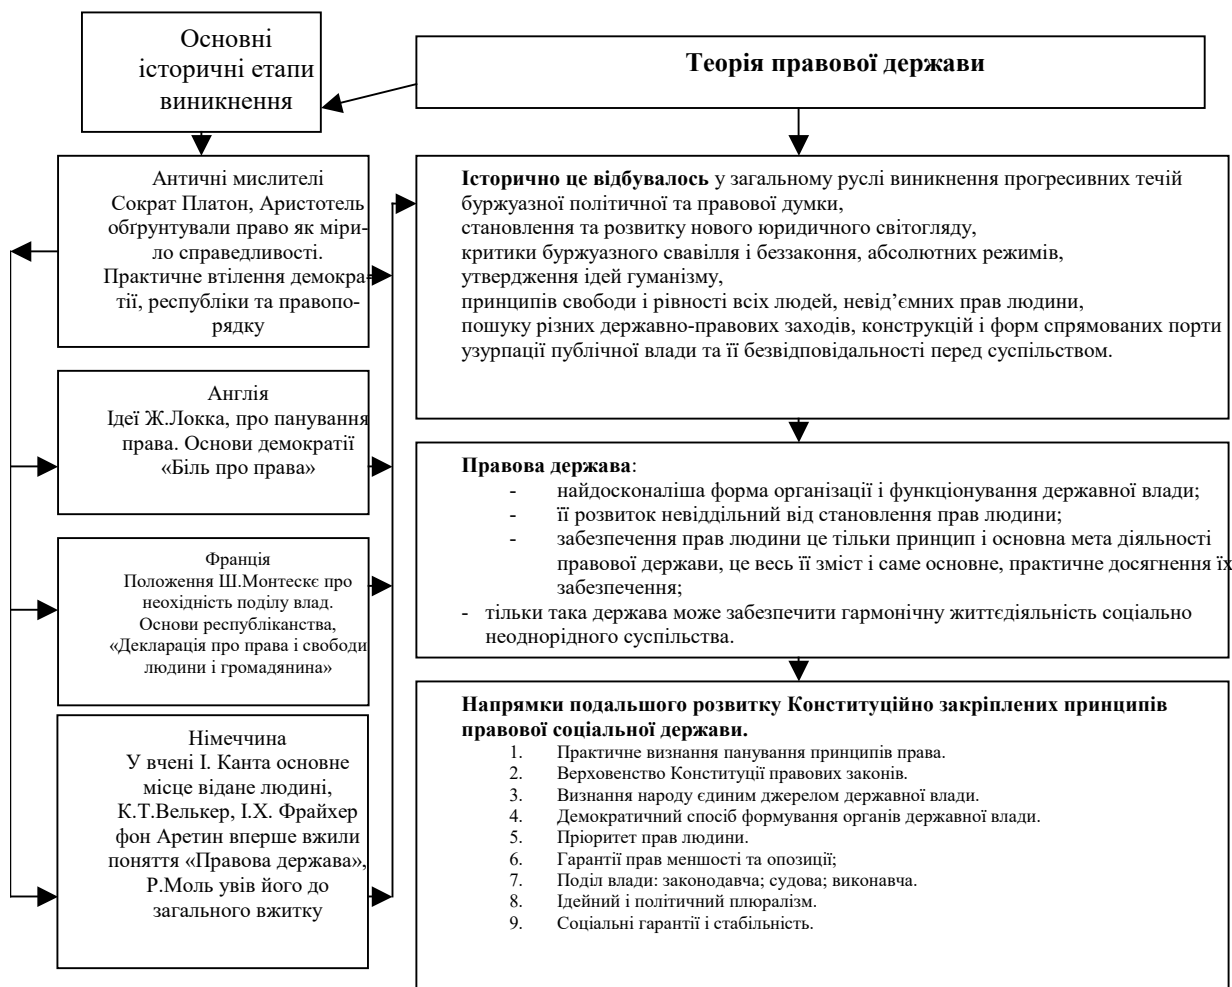 Основні
історичні етапи
виникнення
Теорія правової держави
Античні мислителі
Сократ Платон, Аристотель
обґрунтували право як міри-
ло справедливості.
Практичне втілення демокра-
тії, республіки та правопо-
рядку
Англія
Ідеї Ж.Локка, про панування
права. Основи демократії
«Біль про права»
Франція
Положення Ш.Монтескє про
неохідність поділу влад.
Основи республіканства,
«Декларація про права і свободи
людини і громадянина»
Німеччина
У вчені І. Канта основне
місце відане людині,
К.Т.Велькер, І.Х. Фрайхер
фон Аретин вперше вжили
поняття «Правова держава»,
Р.Моль увів його до
загального вжитку
Історично це відбувалось у загальному руслі виникнення прогресивних течій
буржуазної політичної та правової думки,
становлення та розвитку нового юридичного світогляду,
критики буржуазного свавілля і беззаконня, абсолютних режимів,
утвердження ідей гуманізму,
принципів свободи і рівності всіх людей, невід’ємних прав людини,
пошуку різних державно-правових заходів, конструкцій і форм спрямованих порти
узурпації публічної влади та її безвідповідальності перед суспільством.
Правова держава:
- найдосконаліша форма організації і функціонування державної влади;
- її розвиток невіддільний від становлення прав людини;
- забезпечення прав людини це тільки принцип і основна мета діяльності
правової держави, це весь її зміст і саме основне, практичне досягнення їх
забезпечення;
- тільки така держава може забезпечити гармонічну життєдіяльність соціально
неоднорідного суспільства.
Напрямки подальшого розвитку Конституційно закріплених принципів
правової соціальної держави.
1. Практичне визнання панування принципів права.
2. Верховенство Конституції правових законів.
3. Визнання народу єдиним джерелом державної влади.
4. Демократичний спосіб формування органів державної влади.
5. Пріоритет прав людини.
6. Гарантії прав меншості та опозиції;
7. Поділ влади: законодавча; судова; виконавча.
8. Ідейний і політичний плюралізм.
9. Соціальні гарантії і стабільність.